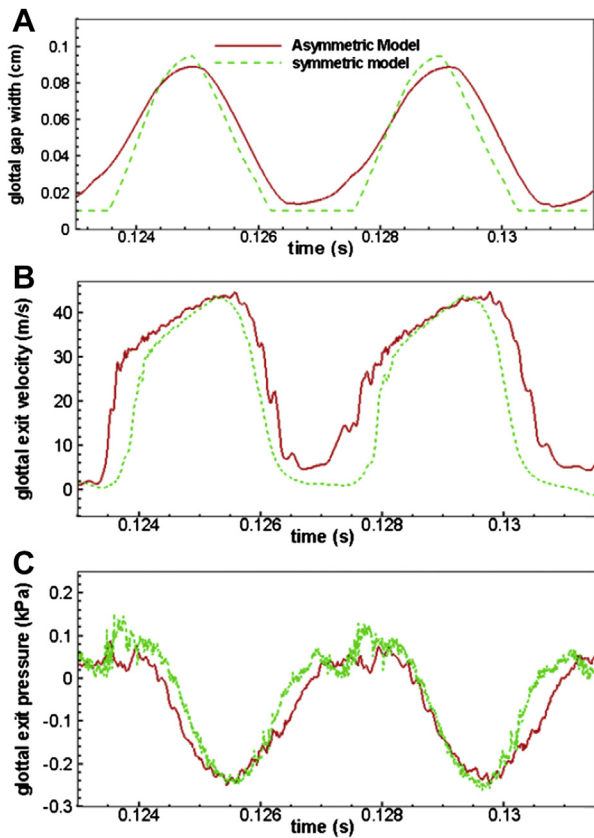 A
0.1
0.08
0.06
0.04
0.02
0
glottal gap width (cm)
Asymmetric Model
symmetric model
0.124
0.126
0.128
0.13
time (s)
B
40
30
20
10
0
glottal exit velocity (m/s)
0.124
0.126
0.128
0.13
time (s)
C
0.2
0.1
0
-0.1
-0.2
-0.3
glottal exit pressure (kPa)
0.124
0.126
0.128
0.13
time (s)